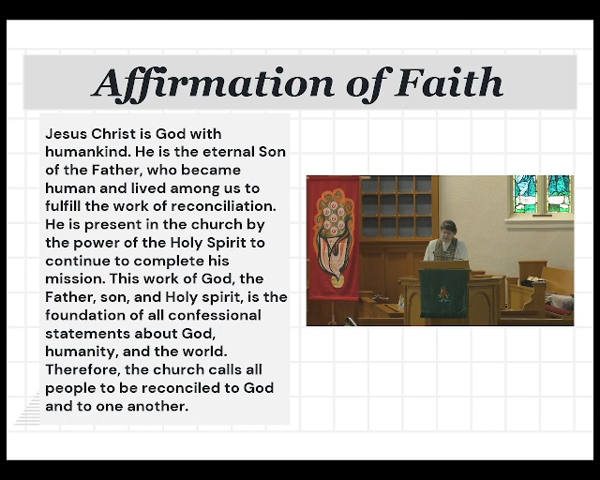 Affirmation of Faith
Jesus Christ is God with
humankind. He is the eternal Son
of the Father, who became
human and lived among us to
fulfill the work of reconciliation.
He is present in the church by
the power of the Holy Spirit to
continue to complete his
mission. This work of God, the
Father, son, and Holy spirit, is the
foundation of all confessional
statements about God,
humanity, and the world.
Therefore, the church calls all
people to be reconciled to God
and to one another.